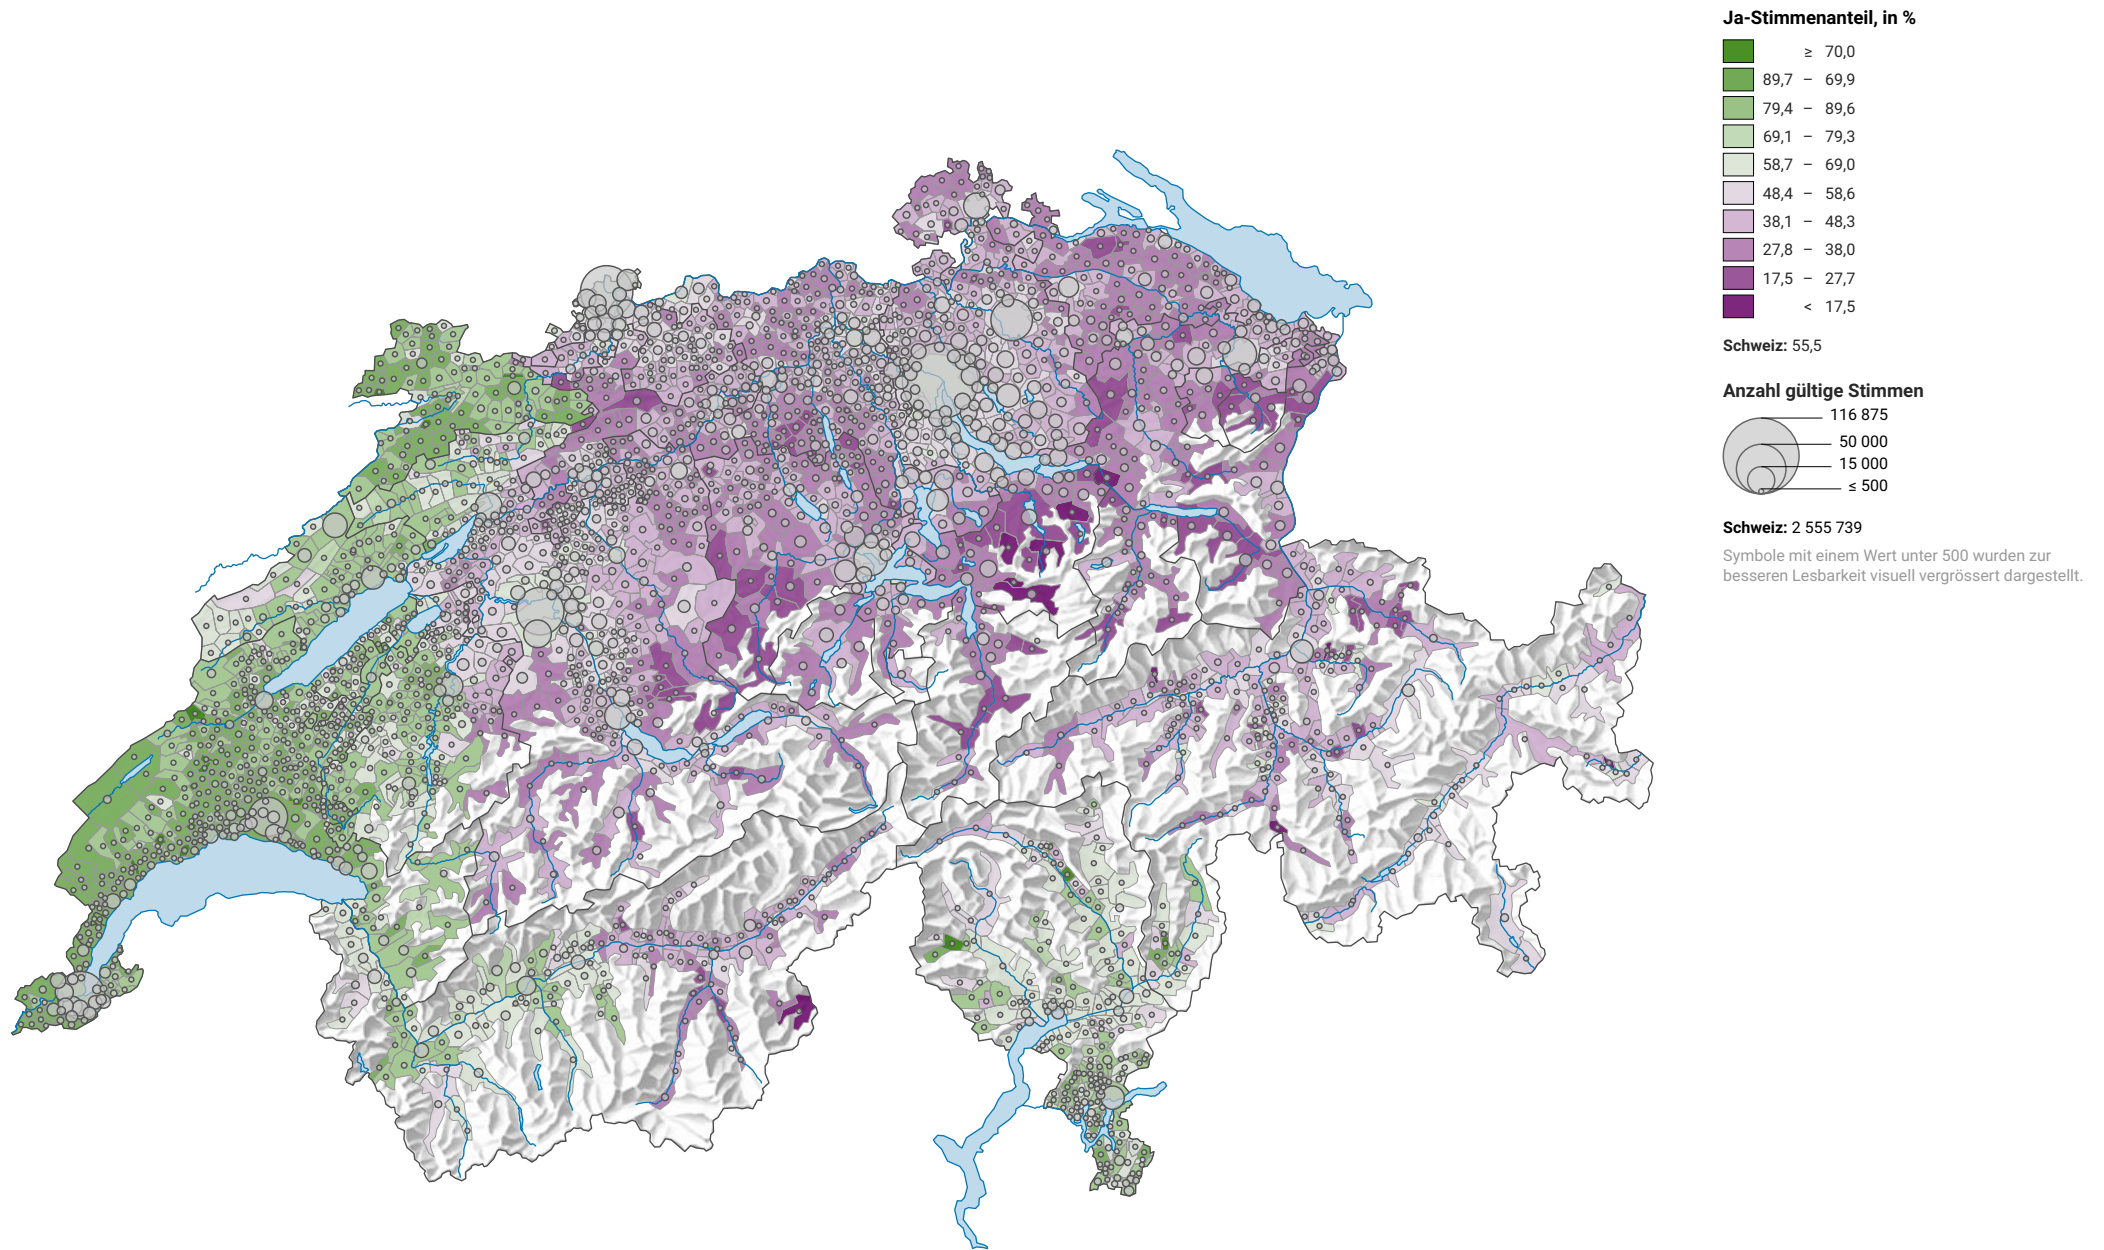 Ja-Stimmenanteil, in %
≥ 70,0
89,7 – 69,9
79,4 – 89,6
69,1 – 79,3
58,7 – 69,0
48,4 – 58,6
38,1 – 48,3
27,8 – 38,0
17,5 – 27,7
< 17,5
Schweiz: 55,5
Anzahl gültige Stimmen
116 875
50 000
15 000
≤ 500
Schweiz: 2 555 739
Symbole mit einem Wert unter 500 wurden zur
besseren Lesbarkeit visuell vergrössert dargestellt.